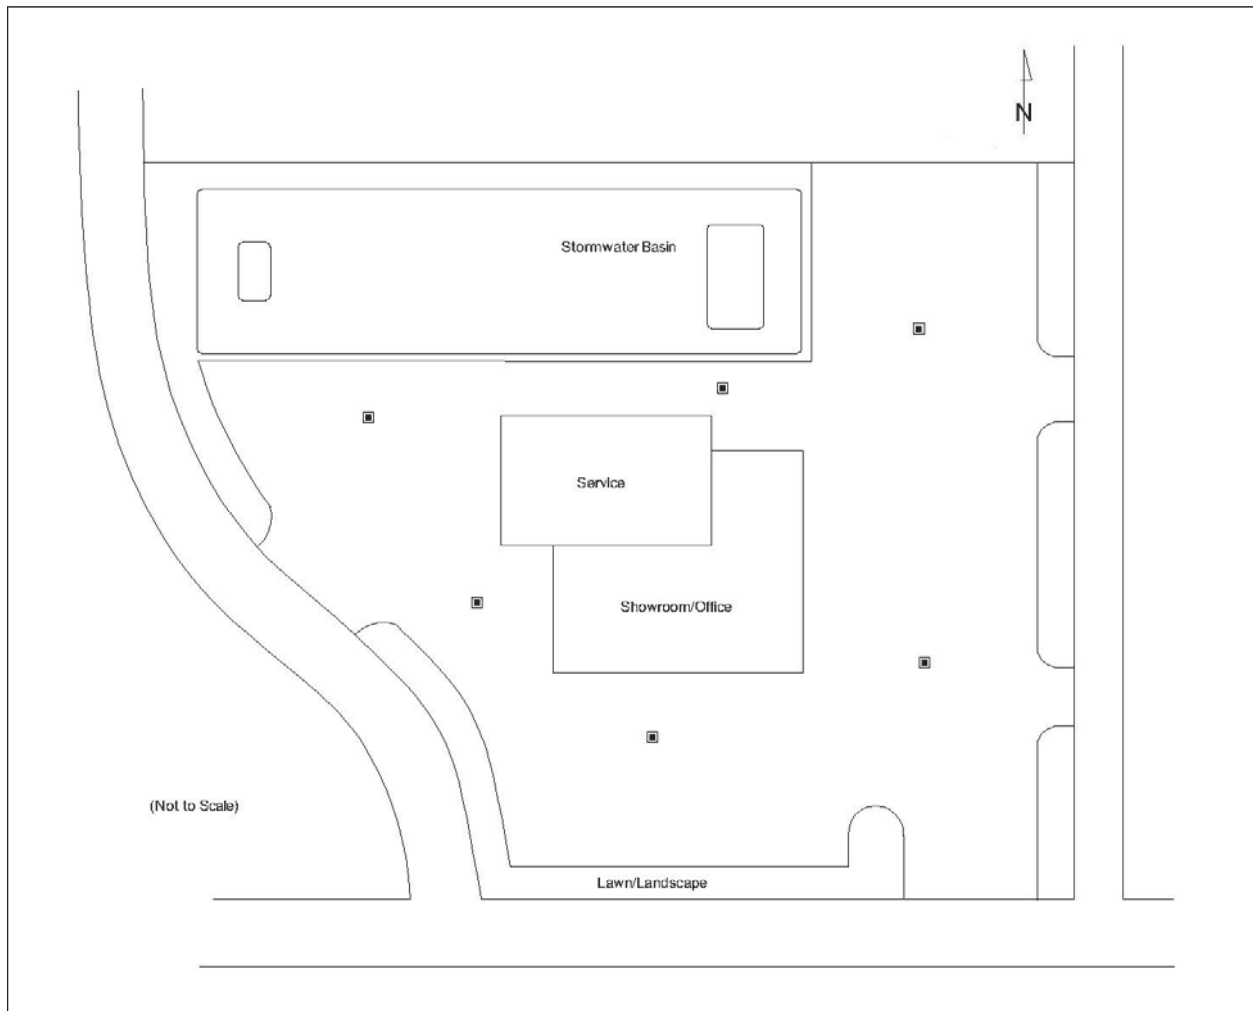 N
Stormwater Basin
Service
Showroom/Office
(Not to Scale)
Lawn/Landscape